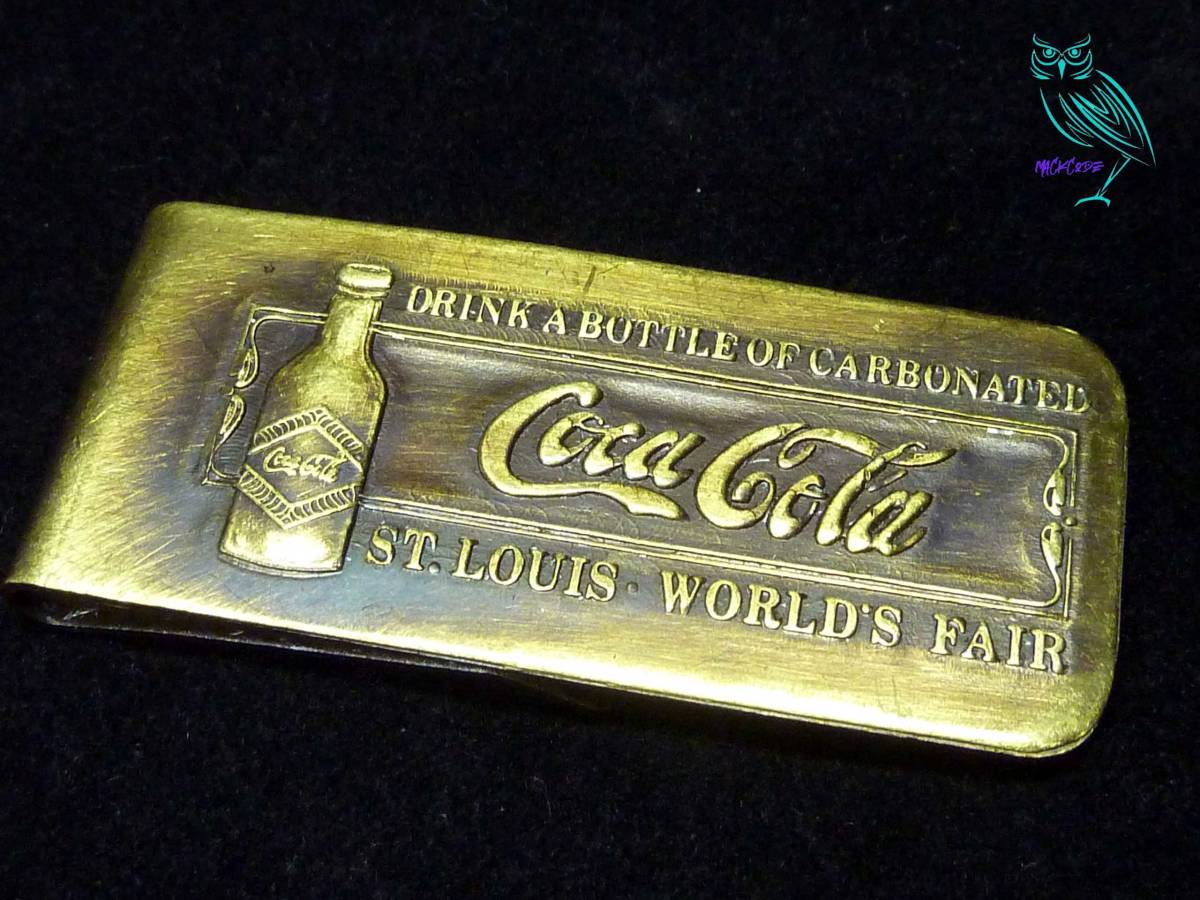 MACKCODE
DRINK A BOTTLE OF CARBONATED
Coca Cola
Coca Cola
ST. LOUIS · WORLD'S FAIR